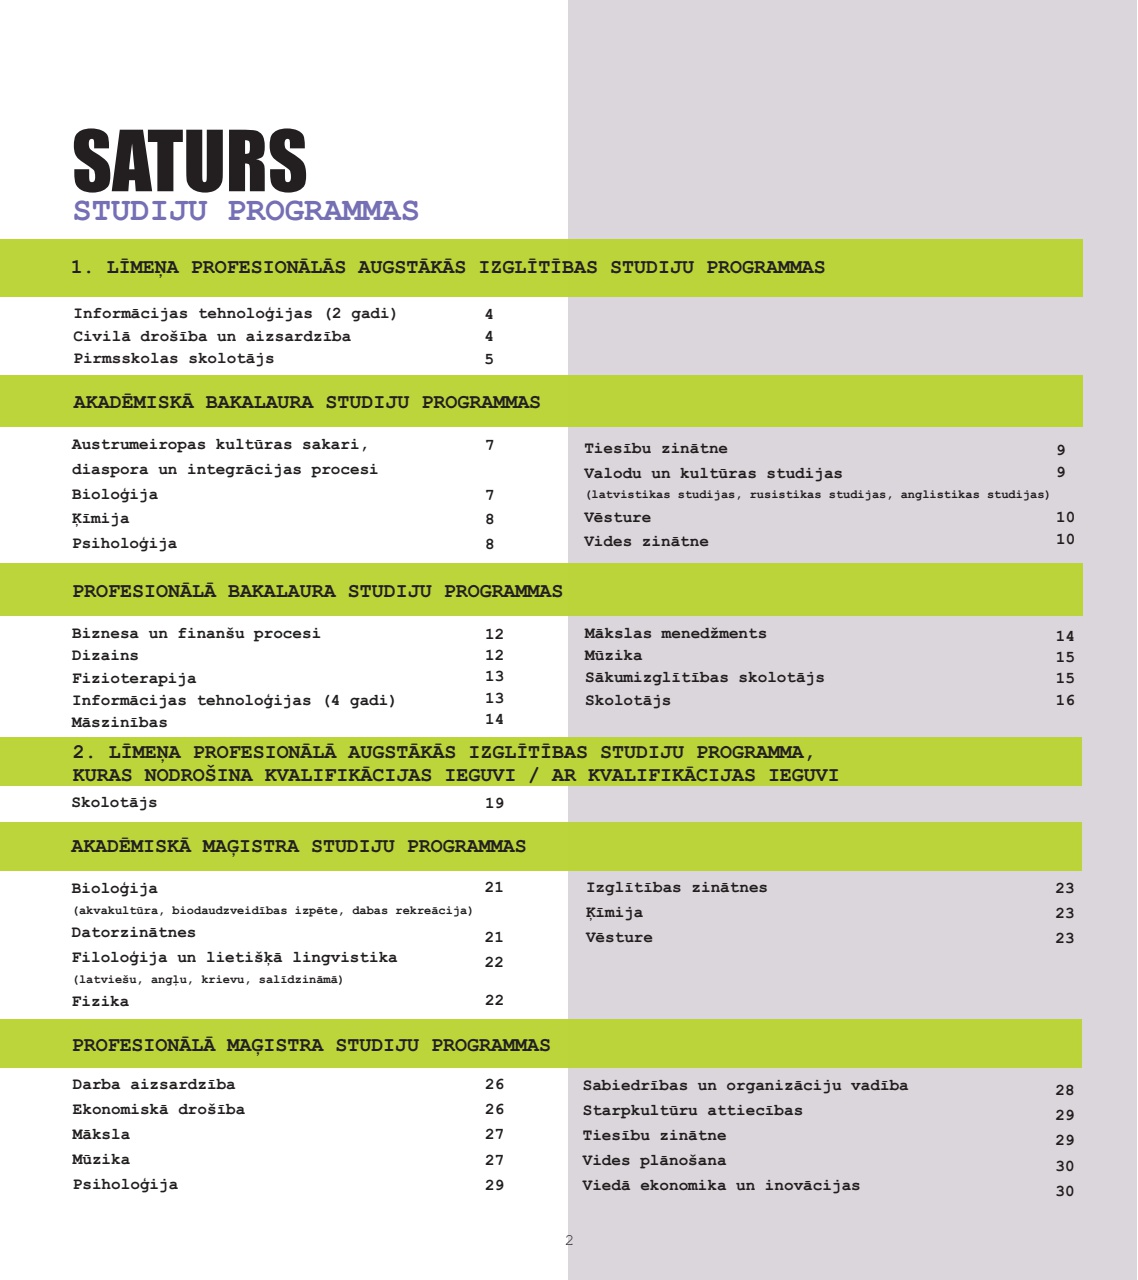 SATURS
STUDIJU PROGRAMMAS
1. LĪMEŅA PROFESIONĀLĀS AUGSTĀKĀS IZGLĪTĪBAS STUDIJU PROGRAMMAS
Informācijas tehnoloģijas (2 gadi) 4
Civilā drošība un aizsardzība 4
Pirmsskolas skolotājs 5
AKADĒMISKĀ BAKALAURA STUDIJU PROGRAMMAS
Austrumeiropas kultūras sakari, 7
diaspora un integrācijas procesi
Bioloģija 7
Ķīmija 8
Psiholoģija 8
Tiesību zinātne 9
Valodu un kultūras studijas 9
(latvistikas studijas, rusistikas studijas, anglistikas studijas)
Vēsture 10
Vides zinātne 10
PROFESIONĀLĀ BAKALAURA STUDIJU PROGRAMMAS
Biznesa un finanšu procesi 12
Dizains 12
Fizioterapija 13
Informācijas tehnoloģijas (4 gadi) 13
Māszinības 14
Mākslas menedžments 14
Mūzika 15
Sākumizglītības skolotājs 15
Skolotājs 16
2. LĪMEŅA PROFESIONĀLĀ AUGSTĀKĀS IZGLĪTĪBAS STUDIJU PROGRAMMA,
KURAS NODROŠINA KVALIFIKĀCIJAS IEGUVI / AR KVALIFIKĀCIJAS IEGUVI
Skolotājs 19
AKADĒMISKĀ MAĢISTRA STUDIJU PROGRAMMAS
Bioloģija 21
(akvakultūra, biodaudzveidības izpēte, dabas rekreācija)
Datorzinātnes 21
Filoloģija un lietišķā lingvistika 22
(latviešu, angļu, krievu, salīdzināmā)
Fizika 22
Izglītības zinātnes 23
Ķīmija 23
Vēsture 23
PROFESIONĀLĀ MAĢISTRA STUDIJU PROGRAMMAS
Darba aizsardzība 26
Ekonomiskā drošība 26
Māksla 27
Mūzika 27
Psiholoģija 29
Sabiedrības un organizāciju vadība 28
Starpkultūru attiecības 29
Tiesību zinātne 29
Vides plānošana 30
Viedā ekonomika un inovācijas 30
2